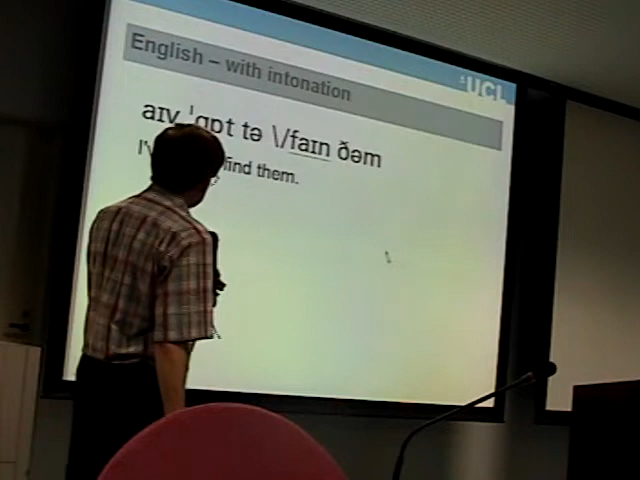 English – with intonation
UCL
aɪv ˈɡɒt tə \/faɪn ðəm
I'v find them.